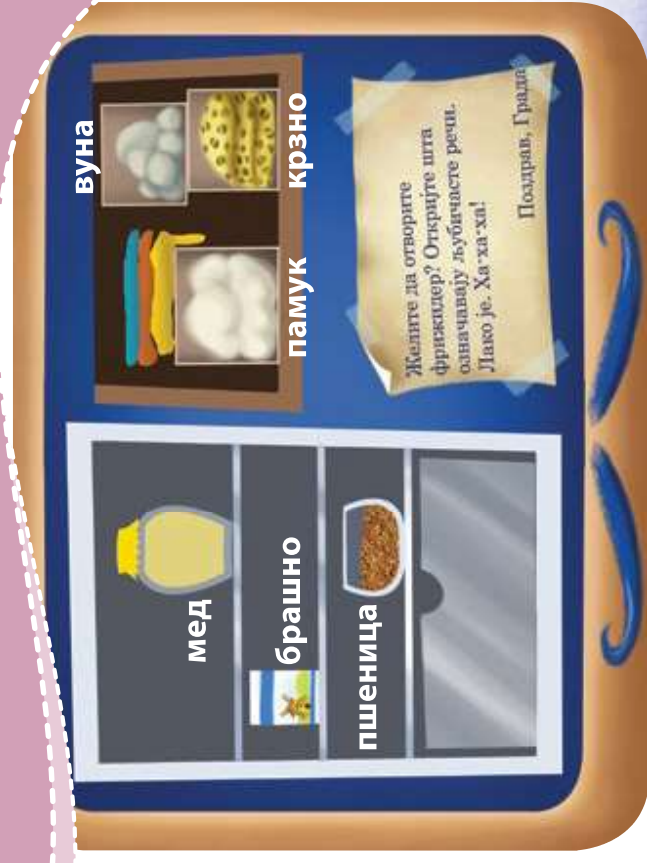 мед
брашно
пшеница
вуна
памук
крзно
Желите да отворите
фрижидер? Откријте шта
означавају љубичасте речи.
Лако је. Ха-ха-ха!
Поздрав, Града